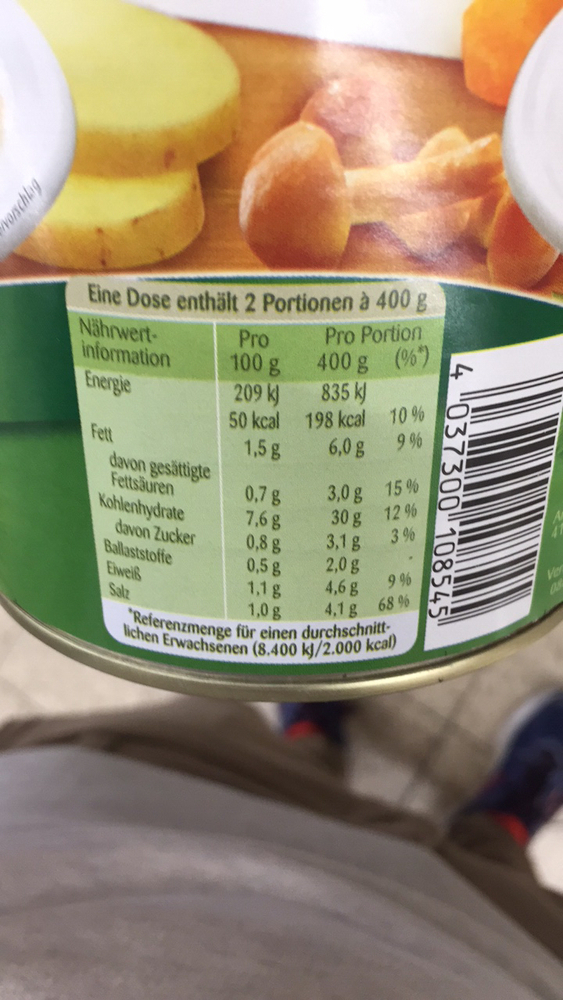 Eine Dose enthält 2 Portionen à 400 g
Nährwert-
information
Pro
100 g
Pro Portion
400 g (%*)
Energie
209 kJ 835 kJ
50 kcal 198 kcal 10 %
Fett 1,5 g 6,0 g 9 %
davon gesättigte
Fettsäuren 0,7 g 3,0 g 15 %
Kohlenhydrate 7,6 g 30 g 12 %
davon Zucker 0,8 g 3,1 g 3 %
Ballaststoffe 0,5 g 2,0 g -
Eiweiß 1,1 g 4,6 g 9 %
Salz 1,0 g 4,1 g 68 %
*Referenzmenge für einen durchschnitt-
lichen Erwachsenen (8.400 kJ/2.000 kcal)
4 037300 108545